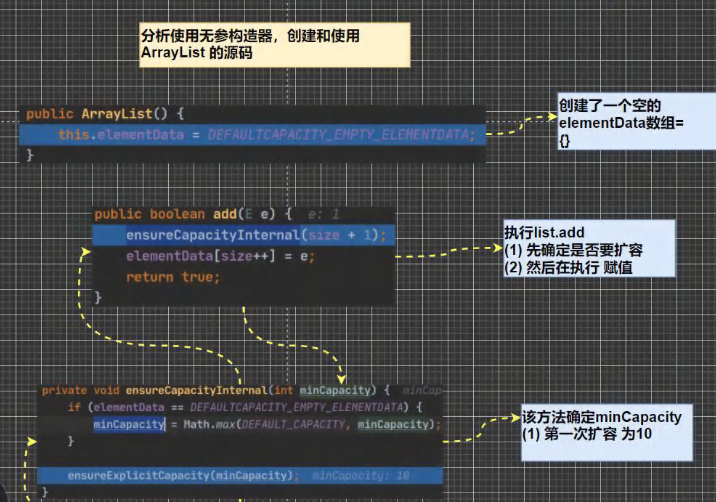 分析使用无参构造器，创建和使用
ArrayList 的源码
public ArrayList() {
this.elementData = DEFAULTCAPACITY_EMPTY_ELEMENTDATA;
}
创建了一个空的
elementData数组=
{}
public boolean add(E e) {  e: 1
ensureCapacityInternal(size + 1);
elementData[size++] = e;
return true;
}
执行list.add
(1) 先确定是否要扩容
(2) 然后在执行 赋值
private void ensureCapacityInternal(int minCapacity) {  minCap
if (elementData == DEFAULTCAPACITY_EMPTY_ELEMENTDATA) {
minCapacity = Math.max(DEFAULT_CAPACITY, minCapacity);
}
ensureExplicitCapacity(minCapacity);  minCapacity: 10
}
该方法确定minCapacity
(1) 第一次扩容 为10